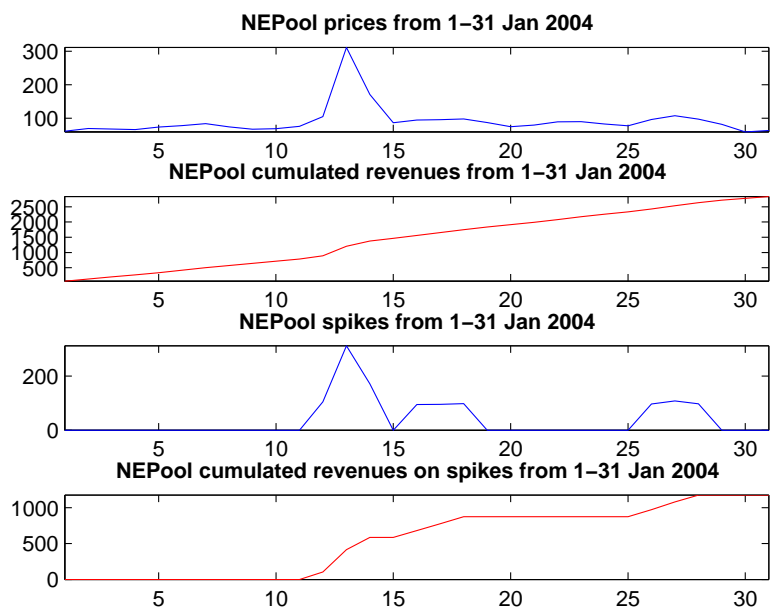 NEPool prices from 1−31 Jan 2004
300
200
100
5 10 15 20 25 30
NEPool cumulated revenues from 1−31 Jan 2004
2500
2000
1500
1000
500
5 10 15 20 25 30
NEPool spikes from 1−31 Jan 2004
200
0
5 10 15 20 25 30
NEPool cumulated revenues on spikes from 1−31 Jan 2004
1000
500
0
5 10 15 20 25 30